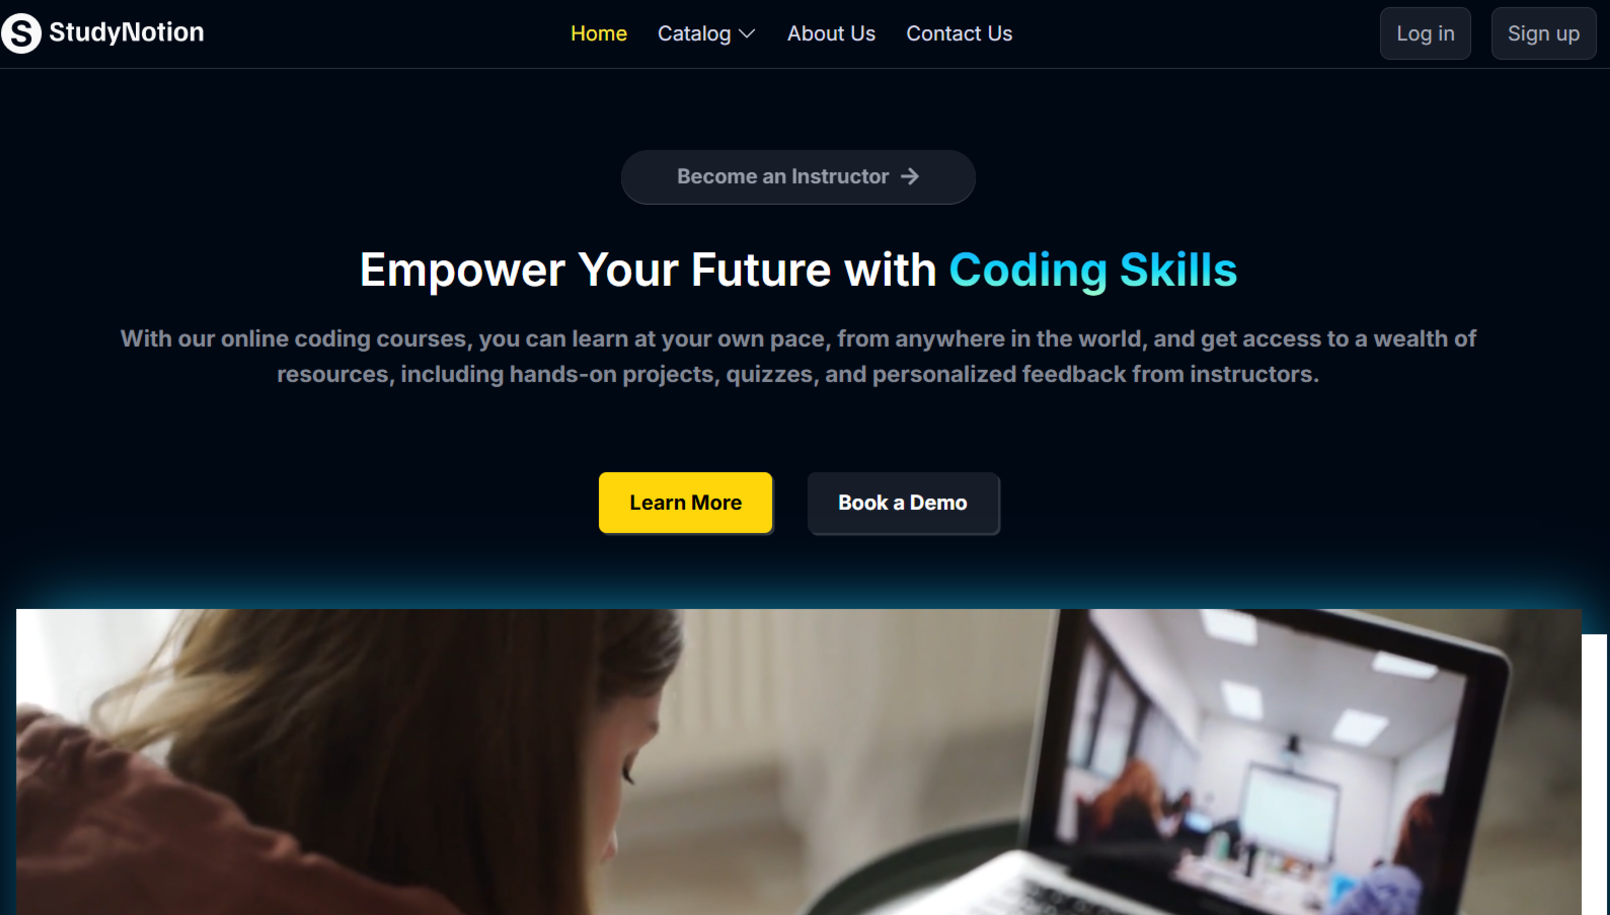 S StudyNotion
Home Catalog About Us Contact Us
Log in Sign up
Become an Instructor →
Empower Your Future with Coding Skills
With our online coding courses, you can learn at your own pace, from anywhere in the world, and get access to a wealth of
resources, including hands-on projects, quizzes, and personalized feedback from instructors.
Learn More Book a Demo